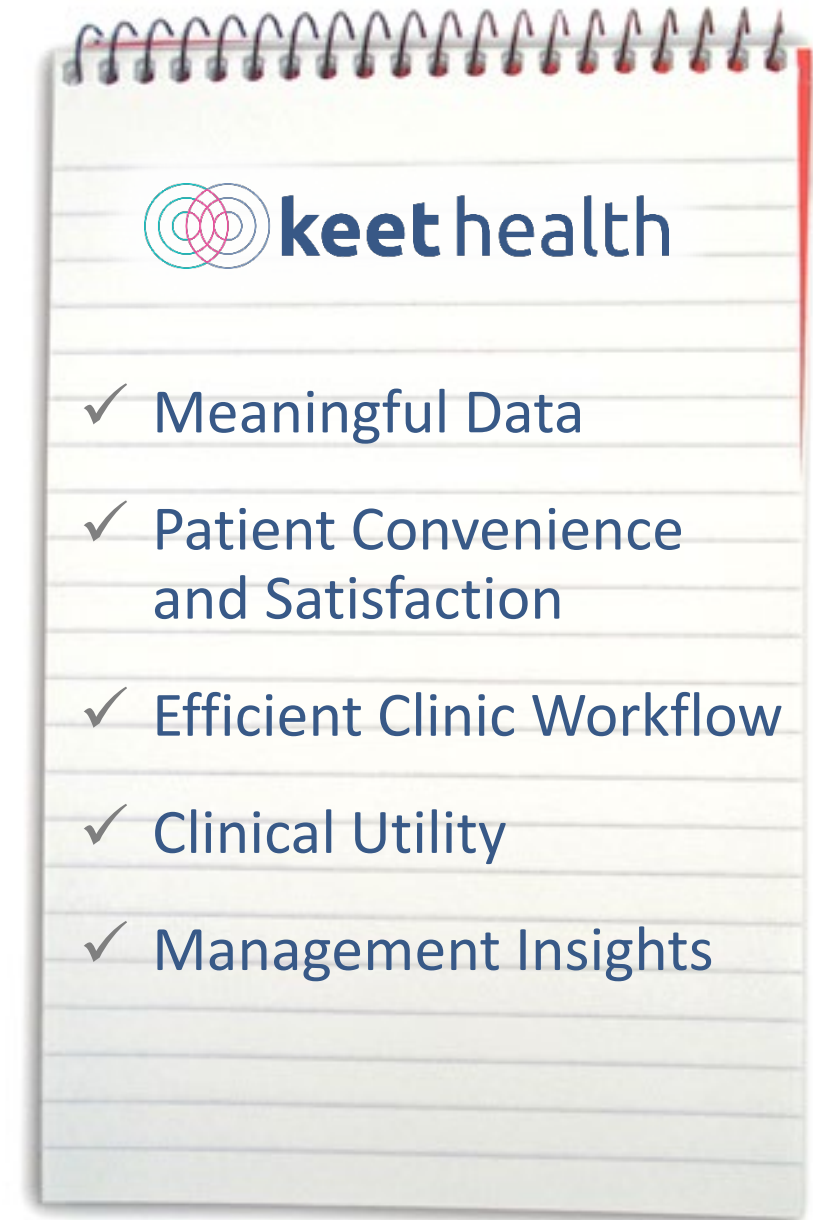 keet health
✓ Meaningful Data
✓ Patient Convenience
and Satisfaction
✓ Efficient Clinic Workflow
✓ Clinical Utility
✓ Management Insights